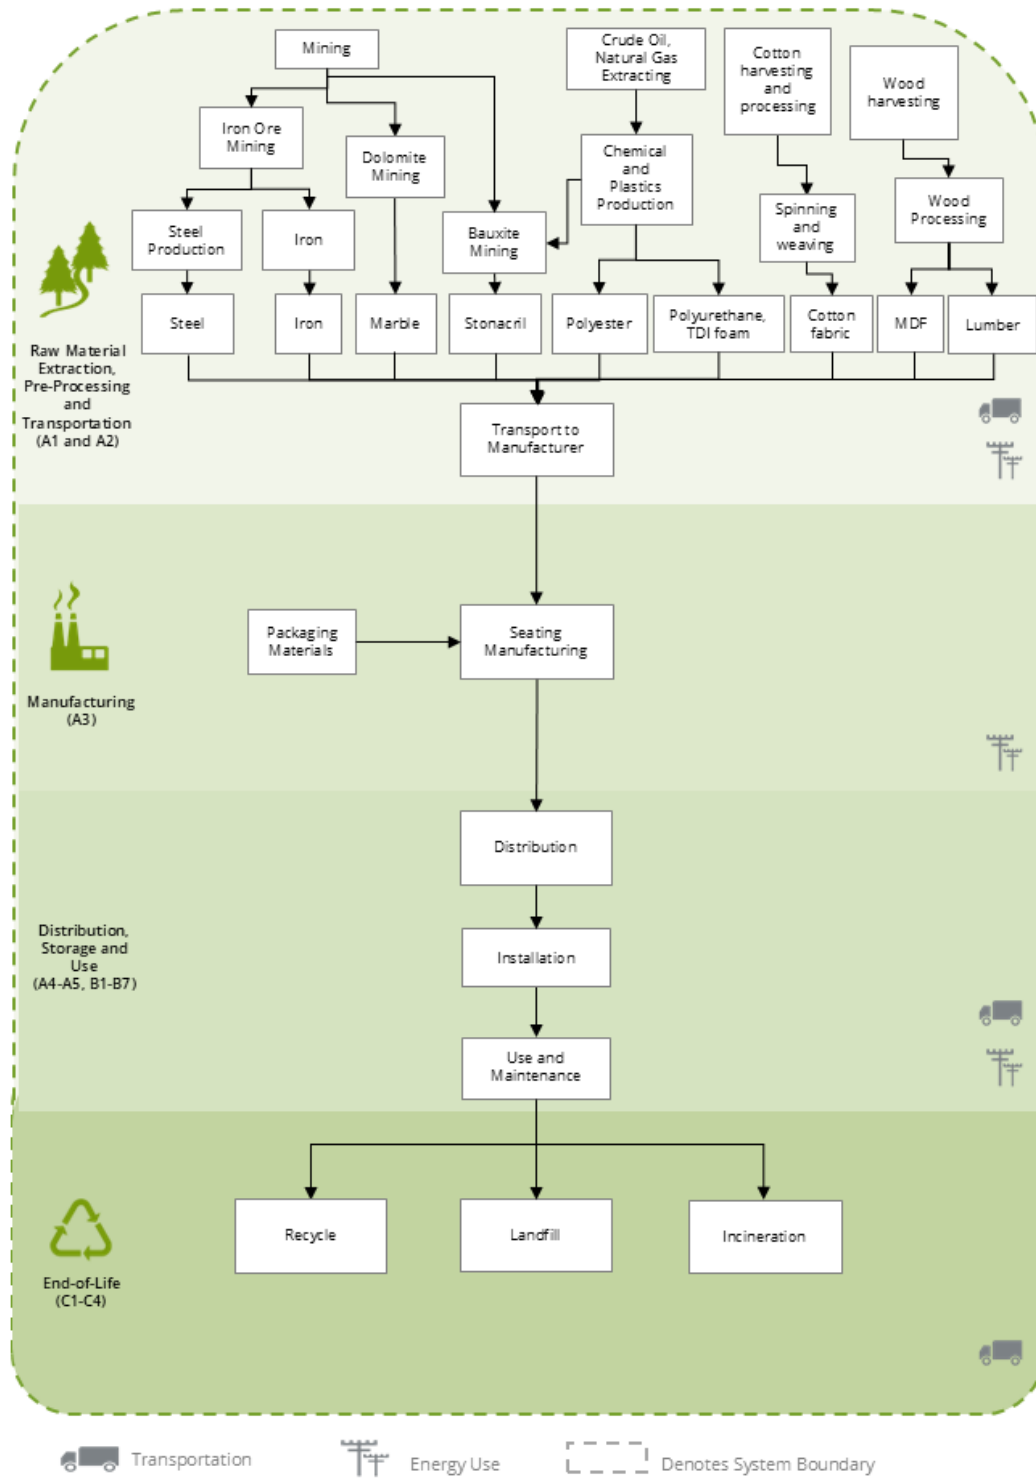 Mining
Crude Oil,
Natural Gas
Extracting
Cotton
harvesting
and
processing
Wood
harvesting
Iron Ore
Mining
Dolomite
Mining
Chemical
and
Plastics
Production
Steel
Production
Iron
Bauxite
Mining
Spinning
and
weaving
Wood
Processing
Steel
Iron
Marble
Stonacril
Polyester
Polyurethane,
TDI foam
Cotton
fabric
MDF
Lumber
Raw Material
Extraction,
Pre-Processing
and
Transportation
(A1 and A2)
Transport to
Manufacturer
Packaging
Materials
Seating
Manufacturing
Manufacturing
(A3)
Distribution
Distribution,
Storage and
Use
(A4-A5, B1-B7)
Installation
Use and
Maintenance
Recycle
Landfill
Incineration
End-of-Life
(C1-C4)
Transportation
Energy Use
Denotes System Boundary